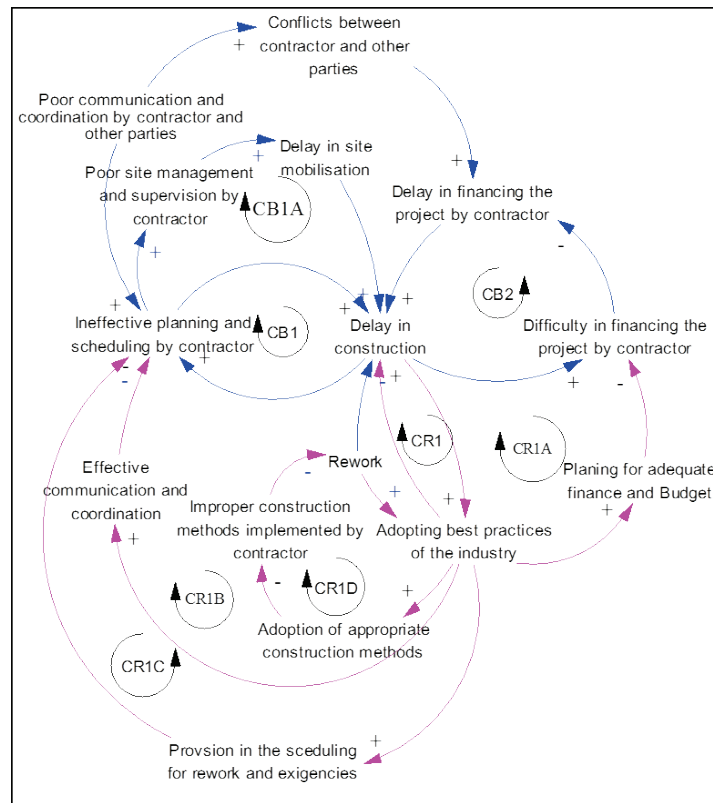 Conflicts between
contractor and other
parties
+
Poor communication and
coordination by contractor and
other parties
Delay in site
mobilisation
+
Poor site management
and supervision by
contractor
+
CB1A
+
Delay in financing the
project by contractor
-
CB2
+
Ineffective planning and
scheduling by contractor
+
-
-
CB1
+
+
+
Delay in
construction
-
+
Difficulty in financing the
project by contractor
+
-
CR1
CR1A
Effective
communication and
coordination
+
Rework
-
+
+
Improper construction
methods implemented by
contractor
-
Adopting best practices
of the industry
Planing for adequate
finance and Budget
+
CR1B
CR1D
+
Adoption of appropriate
construction methods
CR1C
Provsion in the sceduling
for rework and exigencies
+